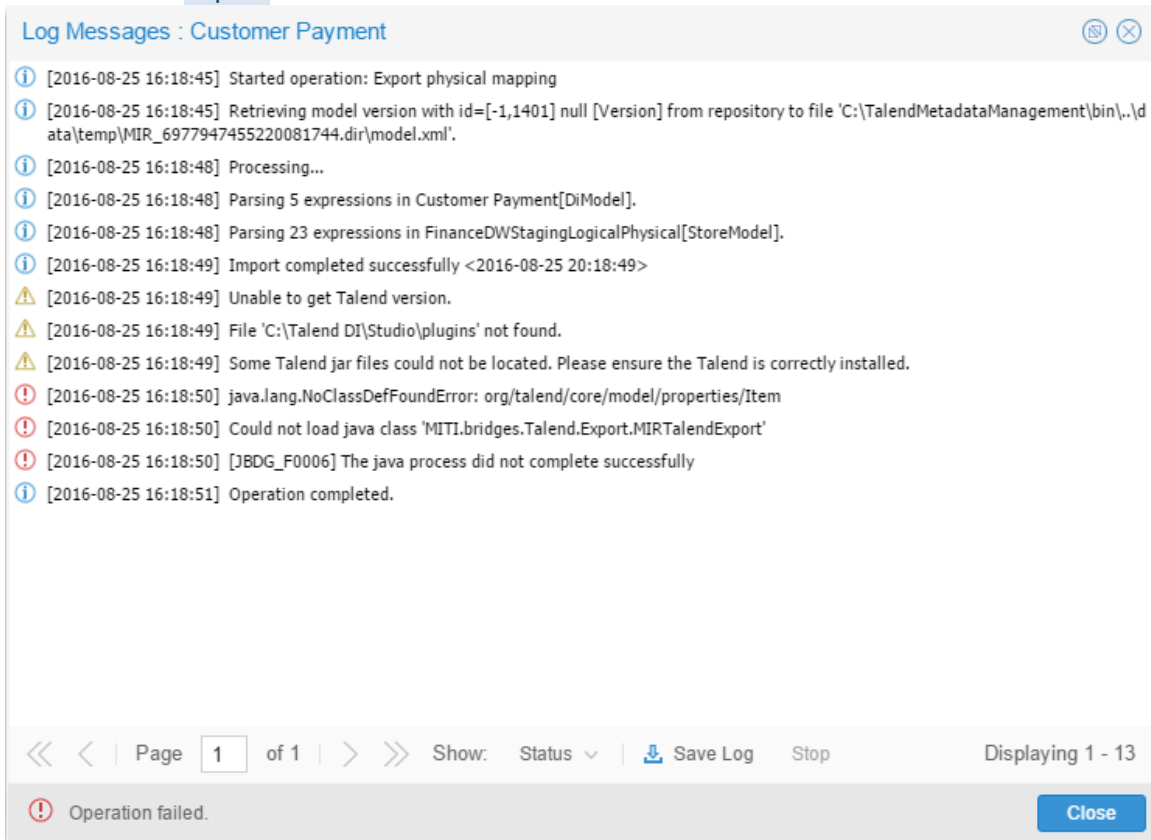 Log Messages : Customer Payment
[2016-08-25 16:18:45] Started operation: Export physical mapping
[2016-08-25 16:18:45] Retrieving model version with id=[-1,1401] null [Version] from repository to file 'C:\TalendMetadataManagement\bin\..\d
ata\temp\MIR_6977947455220081744.dir\model.xml'.
[2016-08-25 16:18:48] Processing...
[2016-08-25 16:18:48] Parsing 5 expressions in Customer Payment[DiModel].
[2016-08-25 16:18:48] Parsing 23 expressions in FinanceDWStagingLogicalPhysical[StoreModel].
[2016-08-25 16:18:49] Import completed successfully <2016-08-25 20:18:49>
[2016-08-25 16:18:49] Unable to get Talend version.
[2016-08-25 16:18:49] File 'C:\Talend DI\Studio\plugins' not found.
[2016-08-25 16:18:49] Some Talend jar files could not be located. Please ensure the Talend is correctly installed.
[2016-08-25 16:18:50] java.lang.NoClassDefFoundError: org/talend/core/model/properties/Item
[2016-08-25 16:18:50] Could not load java class 'MITI.bridges.Talend.Export.MIRTalendExport'
[2016-08-25 16:18:50] [JBDG_F0006] The java process did not complete successfully
[2016-08-25 16:18:51] Operation completed.
Page 1 of 1 Show: Status Save Log Stop Displaying 1 - 13
Operation failed. Close